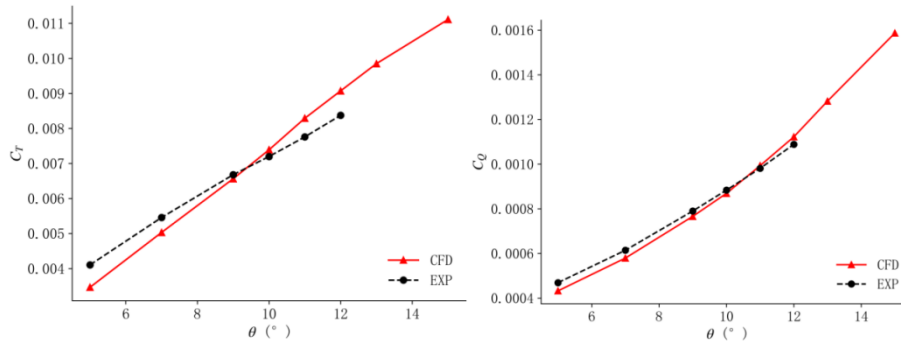 0.011
0.010
0.009
0.008
0.007
0.006
0.005
0.004
C_T
6 8 10 12 14
θ (°)
CFD
EXP
0.0016
0.0016
0.0012
0.0010
0.0008
0.0006
0.0004
C_Q
6 8 10 12 14
θ (°)
CFD
EXP